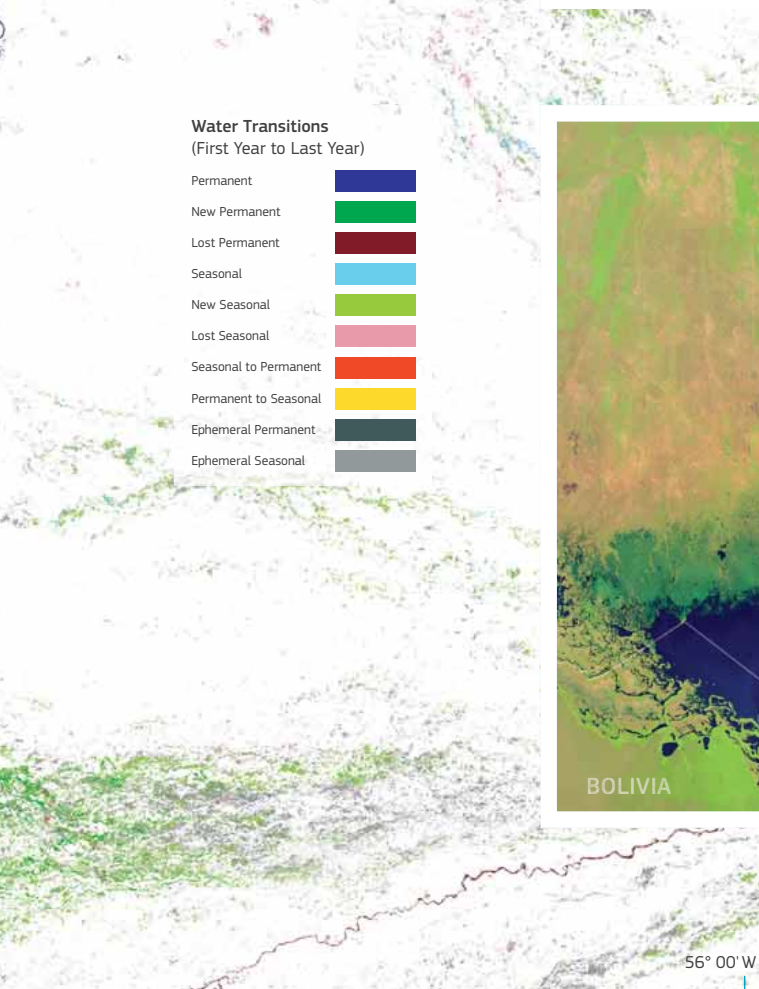 Water Transitions
(First Year to Last Year)
Permanent
New Permanent
Lost Permanent
Seasonal
New Seasonal
Lost Seasonal
Seasonal to Permanent
Permanent to Seasonal
Ephemeral Permanent
Ephemeral Seasonal
BOLIVIA
56° 00' W